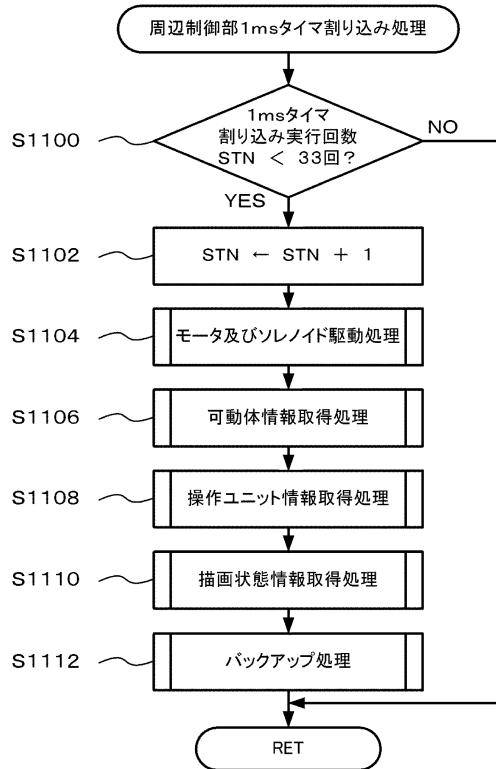 周辺制御部1msタイマ割り込み処理
S1100
1msタイマ
割り込み実行回数
STN < 33回?
NO
YES
S1102
STN ← STN + 1
S1104
モータ及びソレノイド駆動処理
S1106
可動体情報取得処理
S1108
操作ユニット情報取得処理
S1110
描画状態情報取得処理
S1112
バックアップ処理
RET